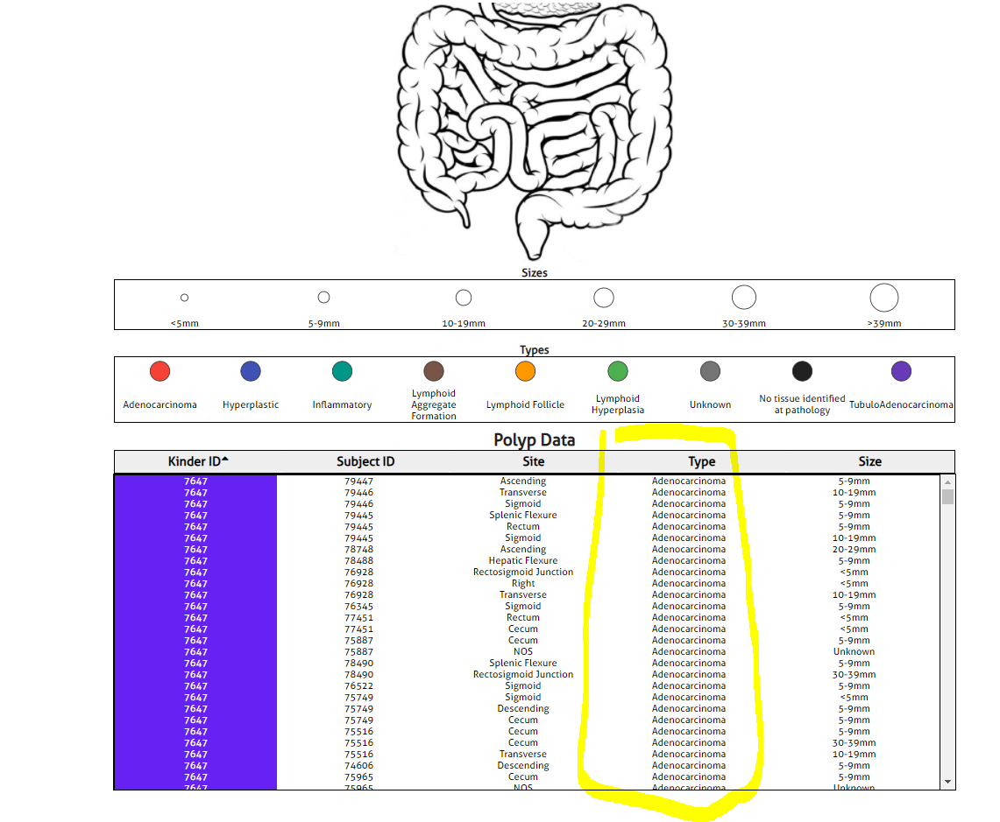 Sizes
<5mm 5-9mm 10-19mm 20-29mm 30-39mm >39mm
Types
Adenocarcinoma Hyperplastic Inflammatory Lymphoid Aggregate Formation Lymphoid Follicle Lymphoid Hyperplasia Unknown No tissue identified at pathology TubuloAdenocarcinoma
Polyp Data
Kinder ID Subject ID Site Type Size
7647 79447 Ascending Adenocarcinoma 5-9mm
7647 79446 Transverse Adenocarcinoma 10-19mm
7647 79446 Sigmoid Adenocarcinoma 5-9mm
7647 79445 Splenic Flexure Adenocarcinoma 5-9mm
7647 79445 Rectum Adenocarcinoma 5-9mm
7647 79445 Sigmoid Adenocarcinoma 10-19mm
7647 78748 Ascending Adenocarcinoma 20-29mm
7647 78488 Hepatic Flexure Adenocarcinoma 5-9mm
7647 76928 Rectosigmoid Junction Adenocarcinoma <5mm
7647 76928 Right Adenocarcinoma <5mm
7647 76928 Transverse Adenocarcinoma 10-19mm
7647 76345 Sigmoid Adenocarcinoma 5-9mm
7647 77451 Rectum Adenocarcinoma <5mm
7647 77451 Cecum Adenocarcinoma <5mm
7647 75887 Cecum Adenocarcinoma 5-9mm
7647 75887 NOS Adenocarcinoma Unknown
7647 78490 Splenic Flexure Adenocarcinoma 5-9mm
7647 78490 Rectosigmoid Junction Adenocarcinoma 30-39mm
7647 76522 Sigmoid Adenocarcinoma 5-9mm
7647 75749 Sigmoid Adenocarcinoma <5mm
7647 75749 Descending Adenocarcinoma 5-9mm
7647 75749 Cecum Adenocarcinoma 5-9mm
7647 75516 Cecum Adenocarcinoma 5-9mm
7647 75516 Cecum Adenocarcinoma 30-39mm
7647 75516 Transverse Adenocarcinoma 10-19mm
7647 74606 Descending Adenocarcinoma 5-9mm
7647 75965 Cecum Adenocarcinoma 5-9mm
7647 75965 NOS Adenocarcinoma Unknown